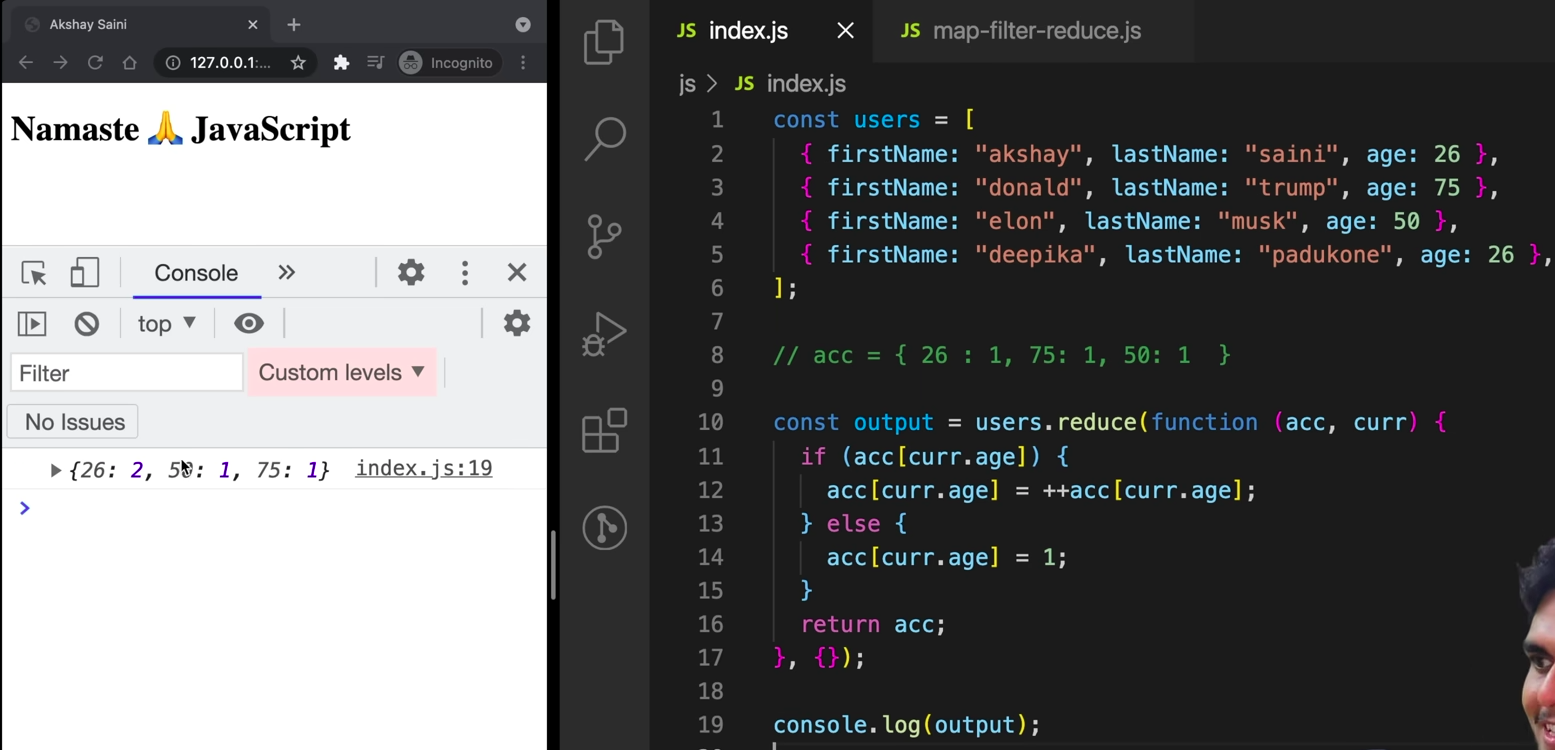 Akshay Saini
127.0.0.1:...
Incognito
Namaste 🙏 JavaScript
Console
top
Filter
Custom levels
No Issues
{26: 2, 50: 1, 75: 1} index.js:19
JS index.js
JS map-filter-reduce.js
js > JS index.js
1 const users = [
2 { firstName: "akshay", lastName: "saini", age: 26 },
3 { firstName: "donald", lastName: "trump", age: 75 },
4 { firstName: "elon", lastName: "musk", age: 50 },
5 { firstName: "deepika", lastName: "padukone", age: 26 },
6 ];
7
8 // acc = { 26 : 1, 75: 1, 50: 1  }
9
10 const output = users.reduce(function (acc, curr) {
11 if (acc[curr.age]) {
12 acc[curr.age] = ++acc[curr.age];
13 } else {
14 acc[curr.age] = 1;
15 }
16 return acc;
17 }, {});
18
19 console.log(output);